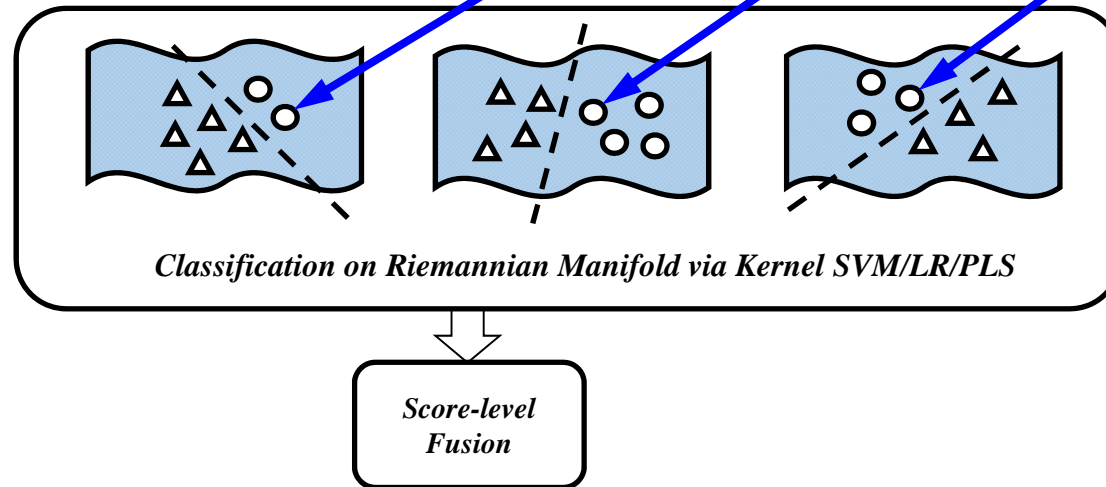 Classification on Riemannian Manifold via Kernel SVM/LR/PLS
Score-level
Fusion